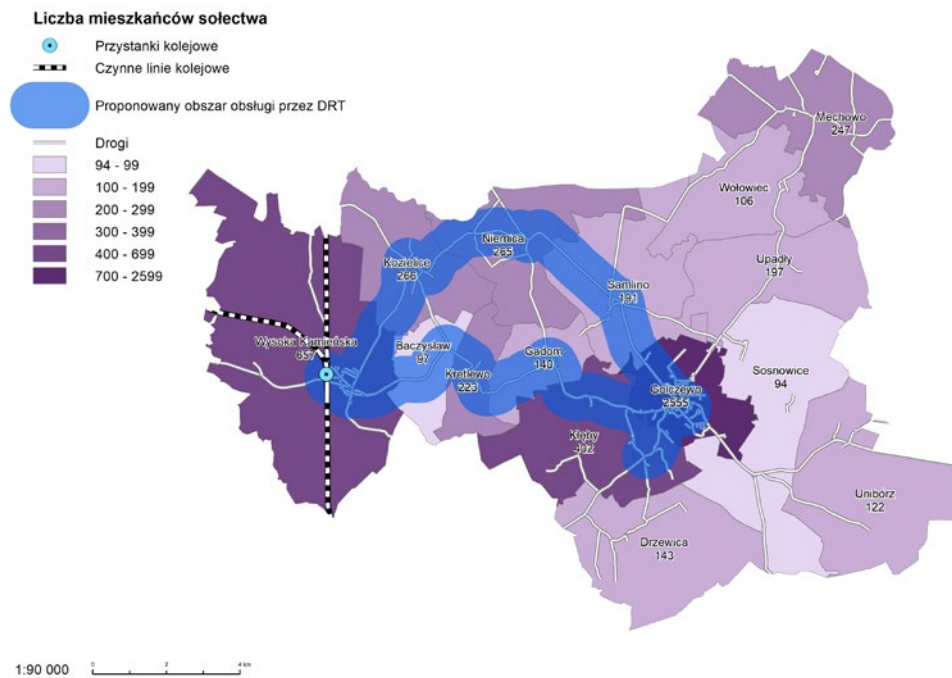 Liczba mieszkańców sołectwa
Przystanki kolejowe
Czynne linie kolejowe
Proponowany obszar obsługi przez DRT
Drogi
94 - 99
100 - 199
200 - 299
300 - 399
400 - 699
700 - 2599
Mechowo
247
Wołowiec
106
Niemica
265
Kozielice
266
Upadły
197
Samlino
191
Wysoka Kamieńska
657
Baczysław
97
Gadom
140
Kretlewo
223
Sosnowice
94
Golczewo
2555
Kłęby
402
Unibórz
122
Drzewica
143
1:90 000
0 2 4 km